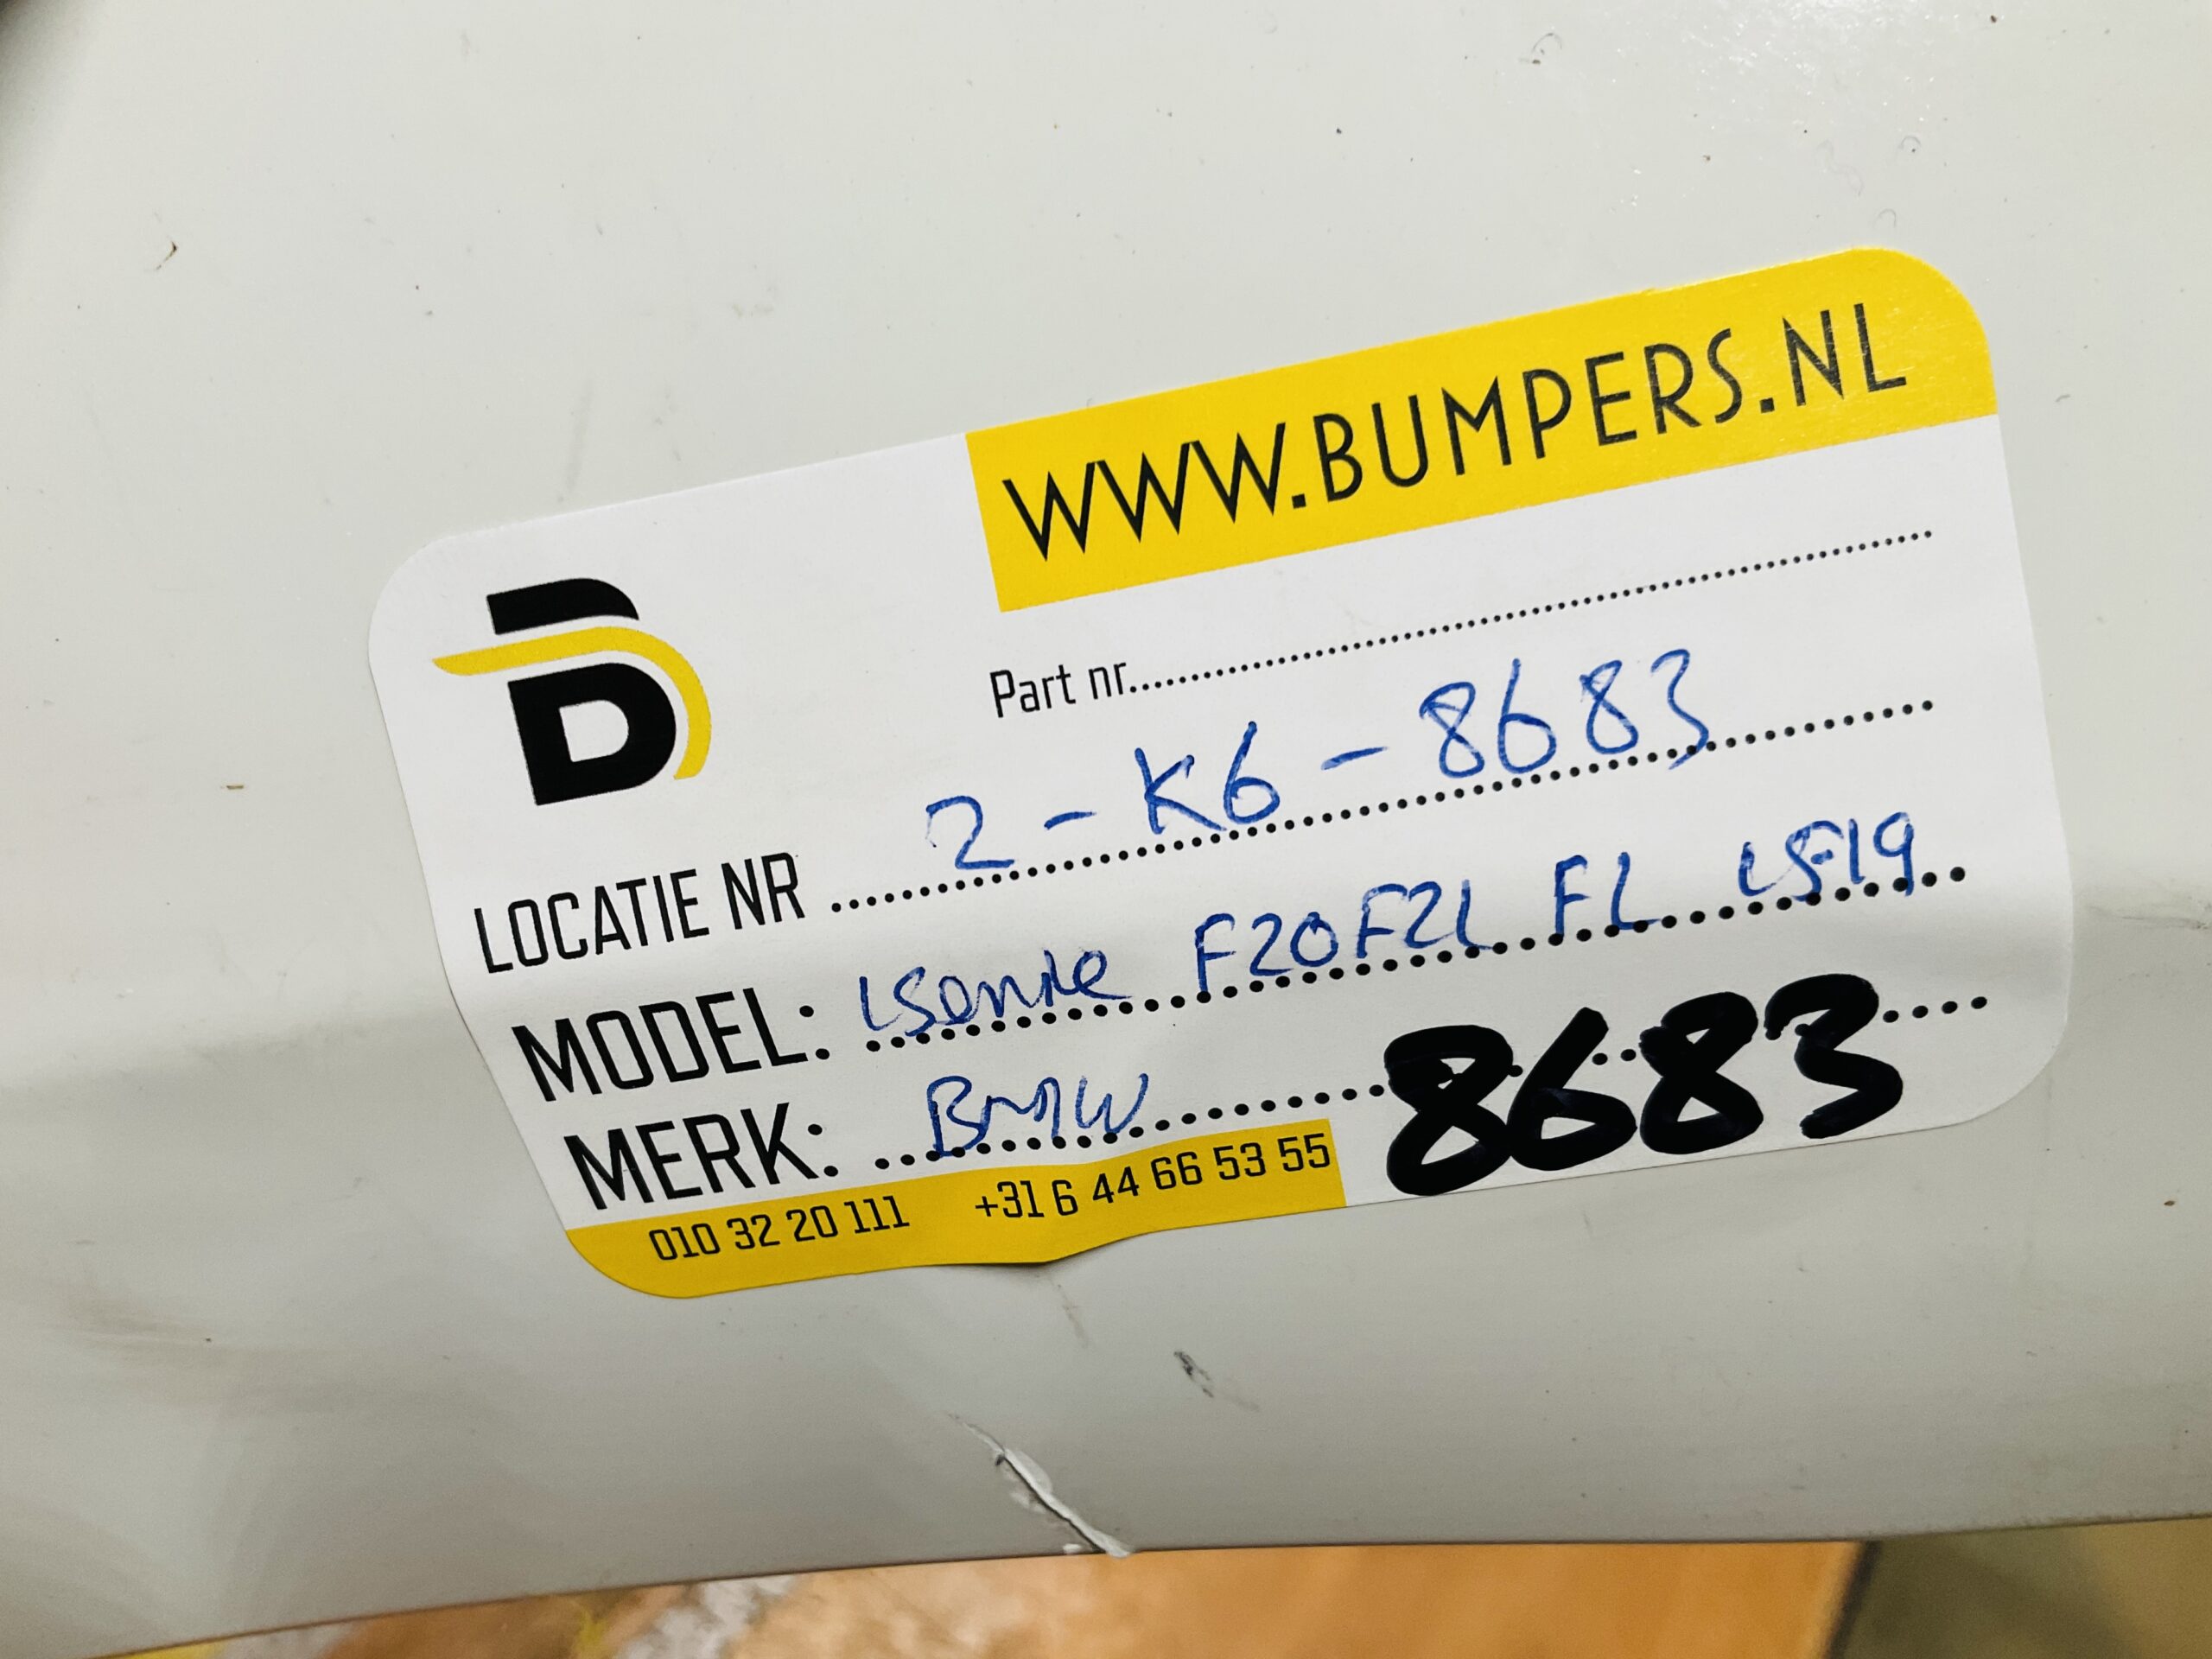 WWW.BUMPERS.NL
B
Part nr.
LOCATIE NR 2-K6-8683
MODEL: 1Serie F20F21 FL 15-19
MERK: BMW
8683
010 32 20 111 +31 6 44 66 53 55